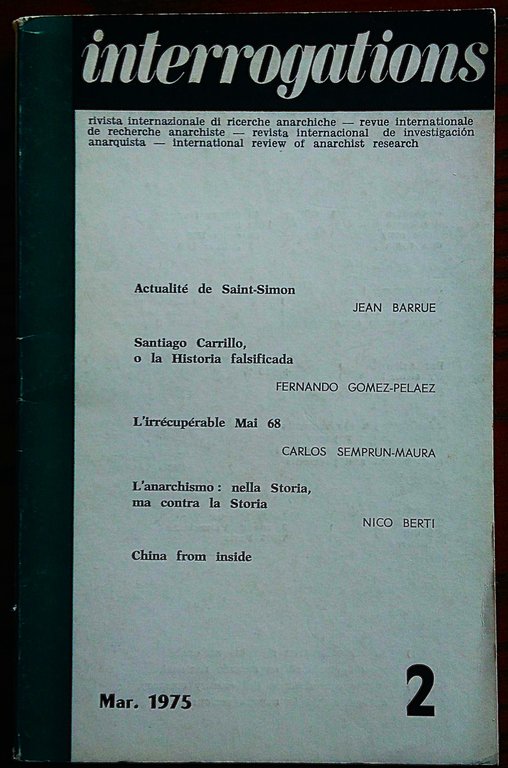 interrogations
rivista internazionale di ricerche anarchiche — revue internationale
de recherche anarchiste — revista internacional de investigación
anarquista — international review of anarchist research
Actualité de Saint-Simon
JEAN BARRUE
Santiago Carrillo,
o la Historia falsificada
FERNANDO GOMEZ-PELAEZ
L'irrécupérable Mai 68
CARLOS SEMPRUN-MAURA
L'anarchismo : nella Storia,
ma contra la Storia
NICO BERTI
China from inside
Mar. 1975
2